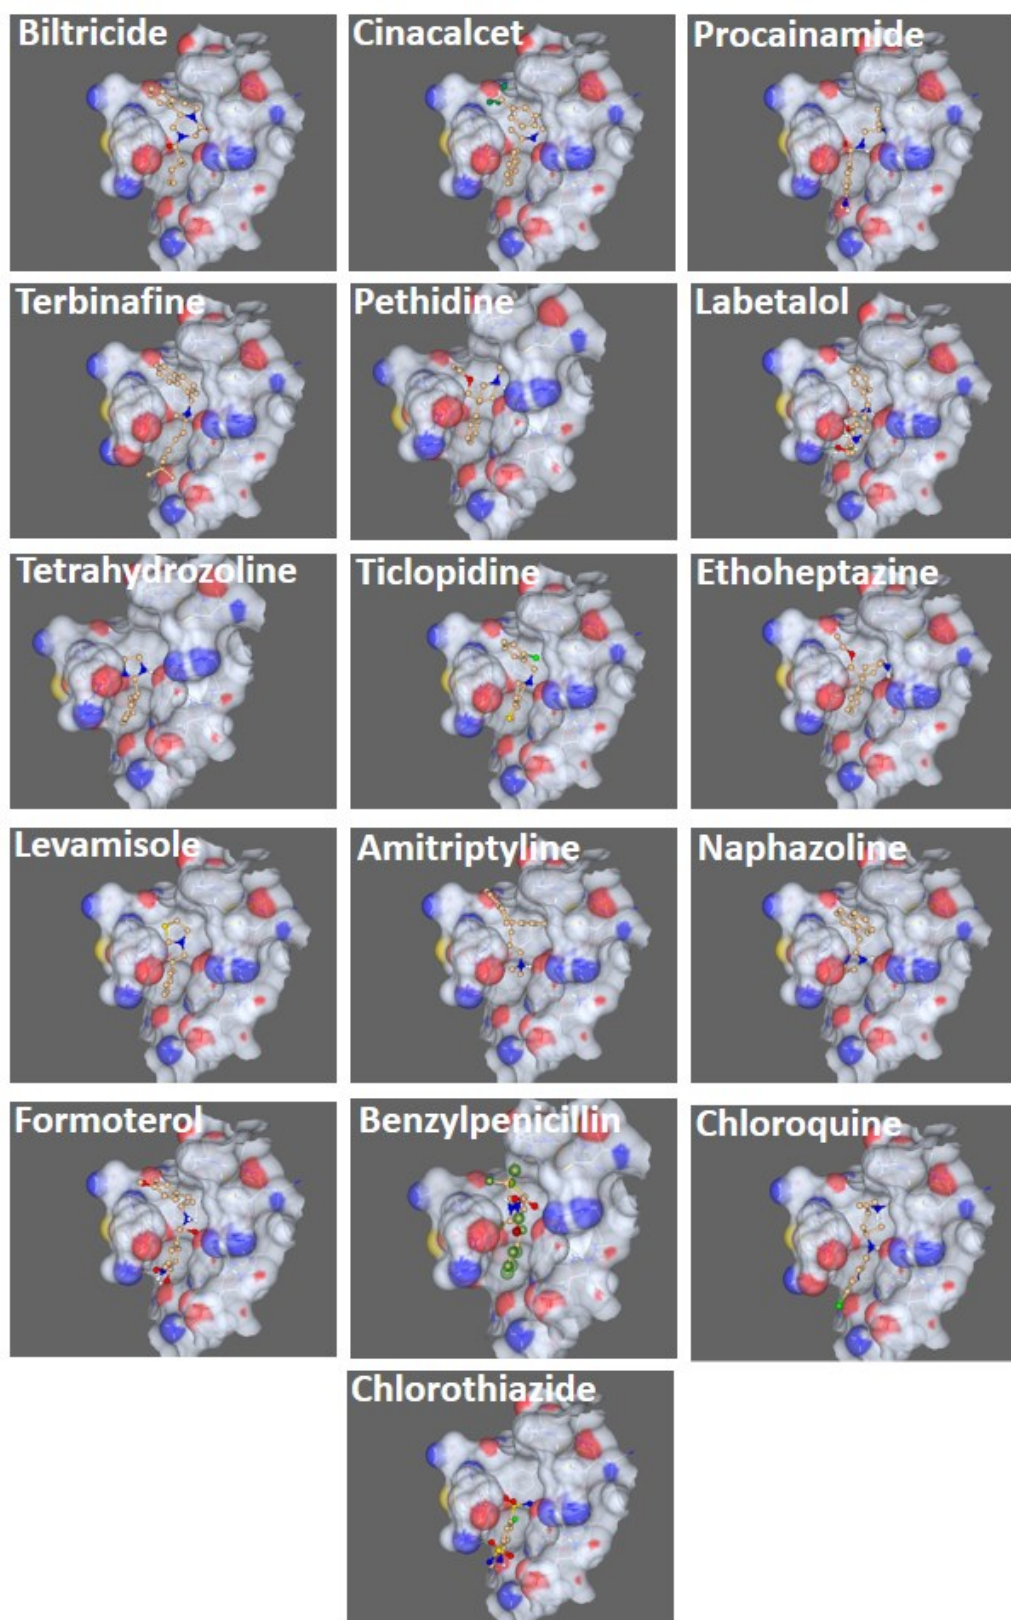 Biltricide
Cinacalcet
Procainamide
Terbinafine
Pethidine
Labetalol
Tetrahydrozoline
Ticlopidine
Ethoheptazine
Levamisole
Amitriptyline
Naphazoline
Formoterol
Benzylpenicillin
Chloroquine
Chlorothiazide